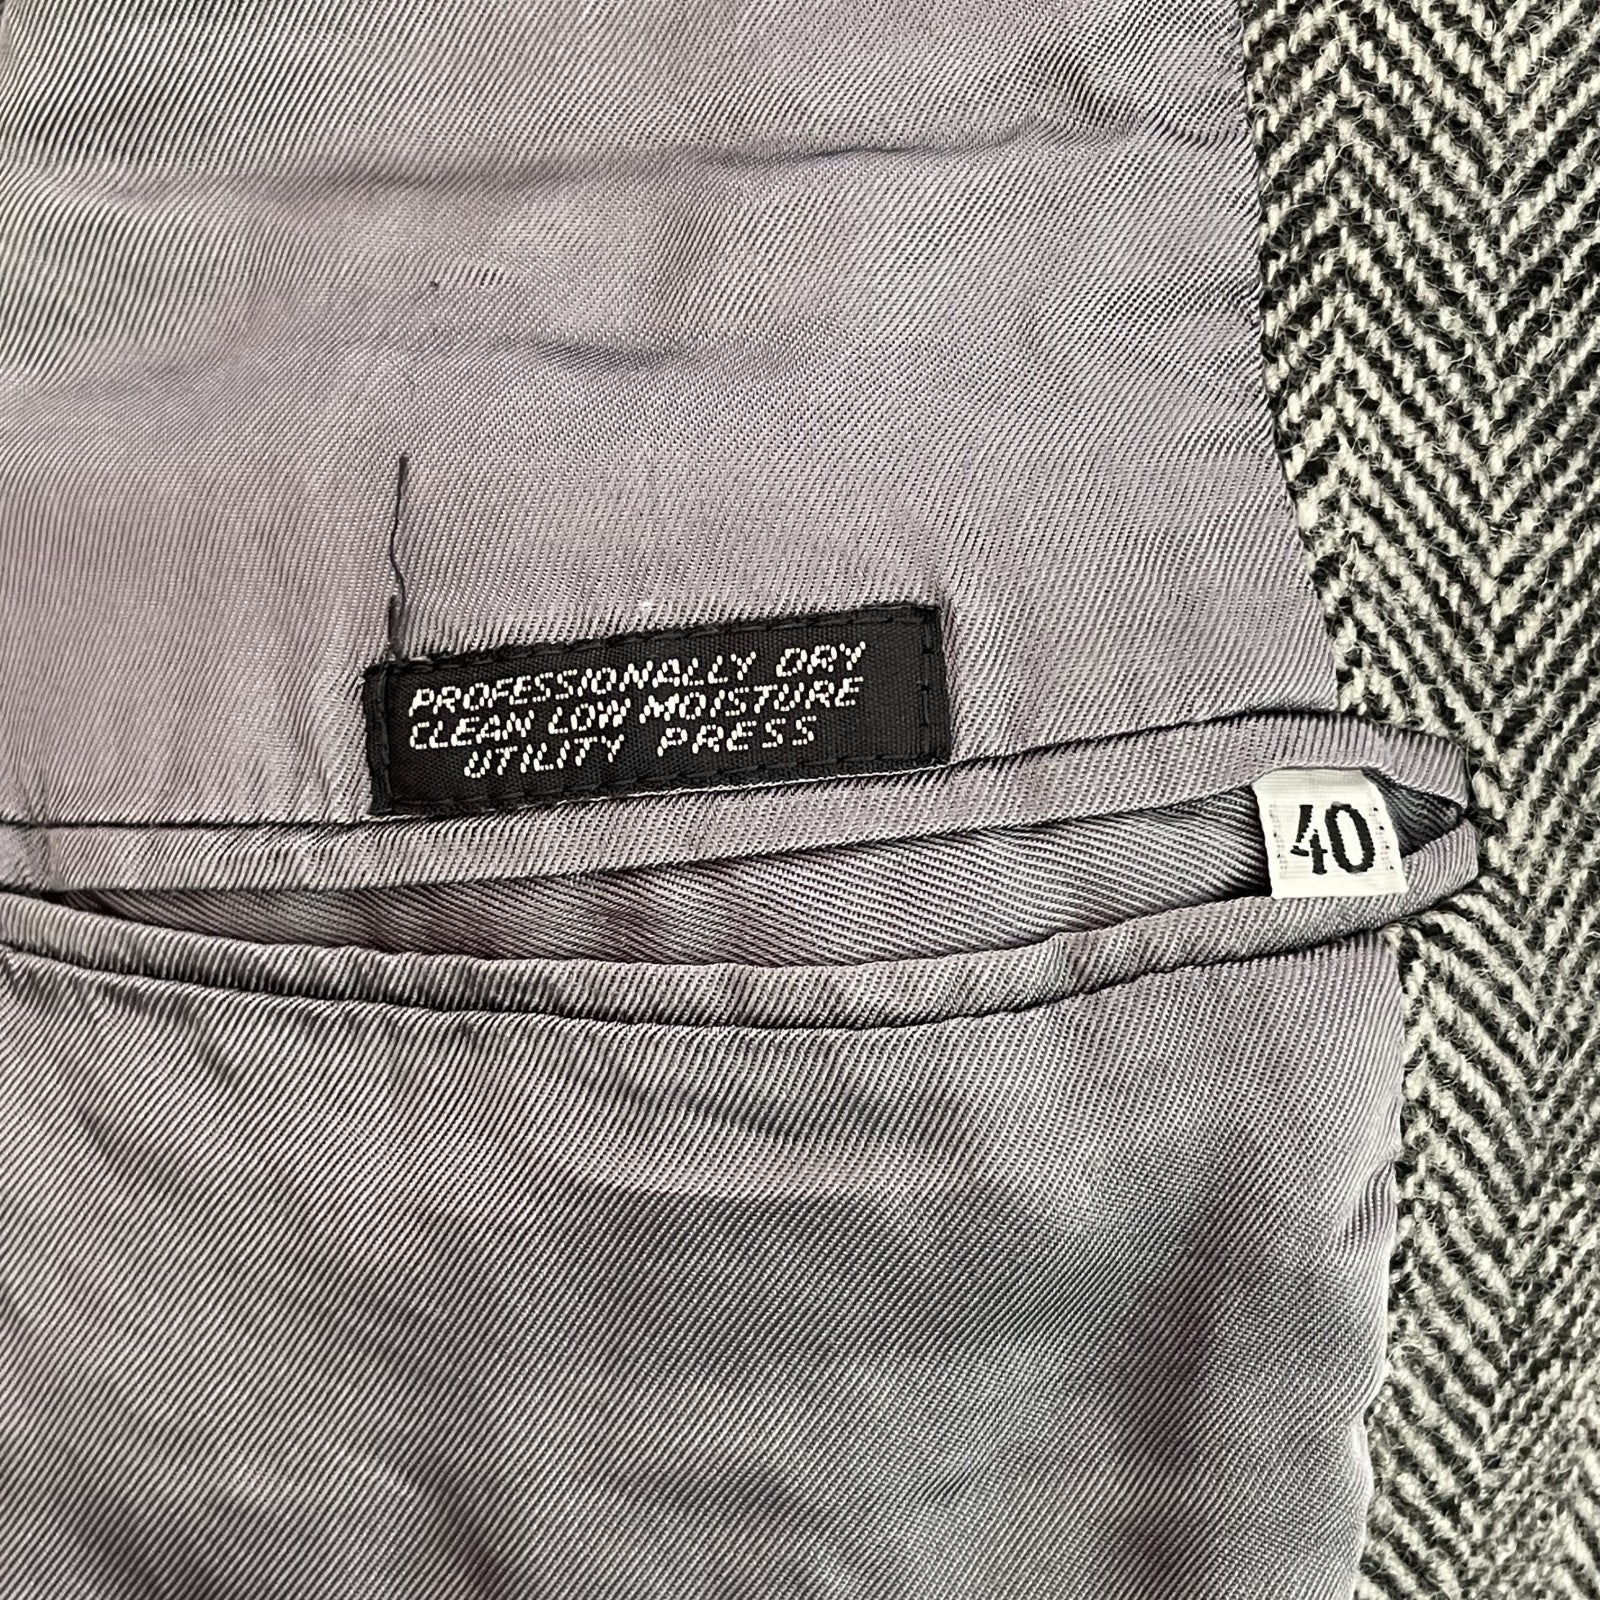 PROFESSIONALLY DRY
CLEAN LOW MOISTURE
UTILITY PRESS
40